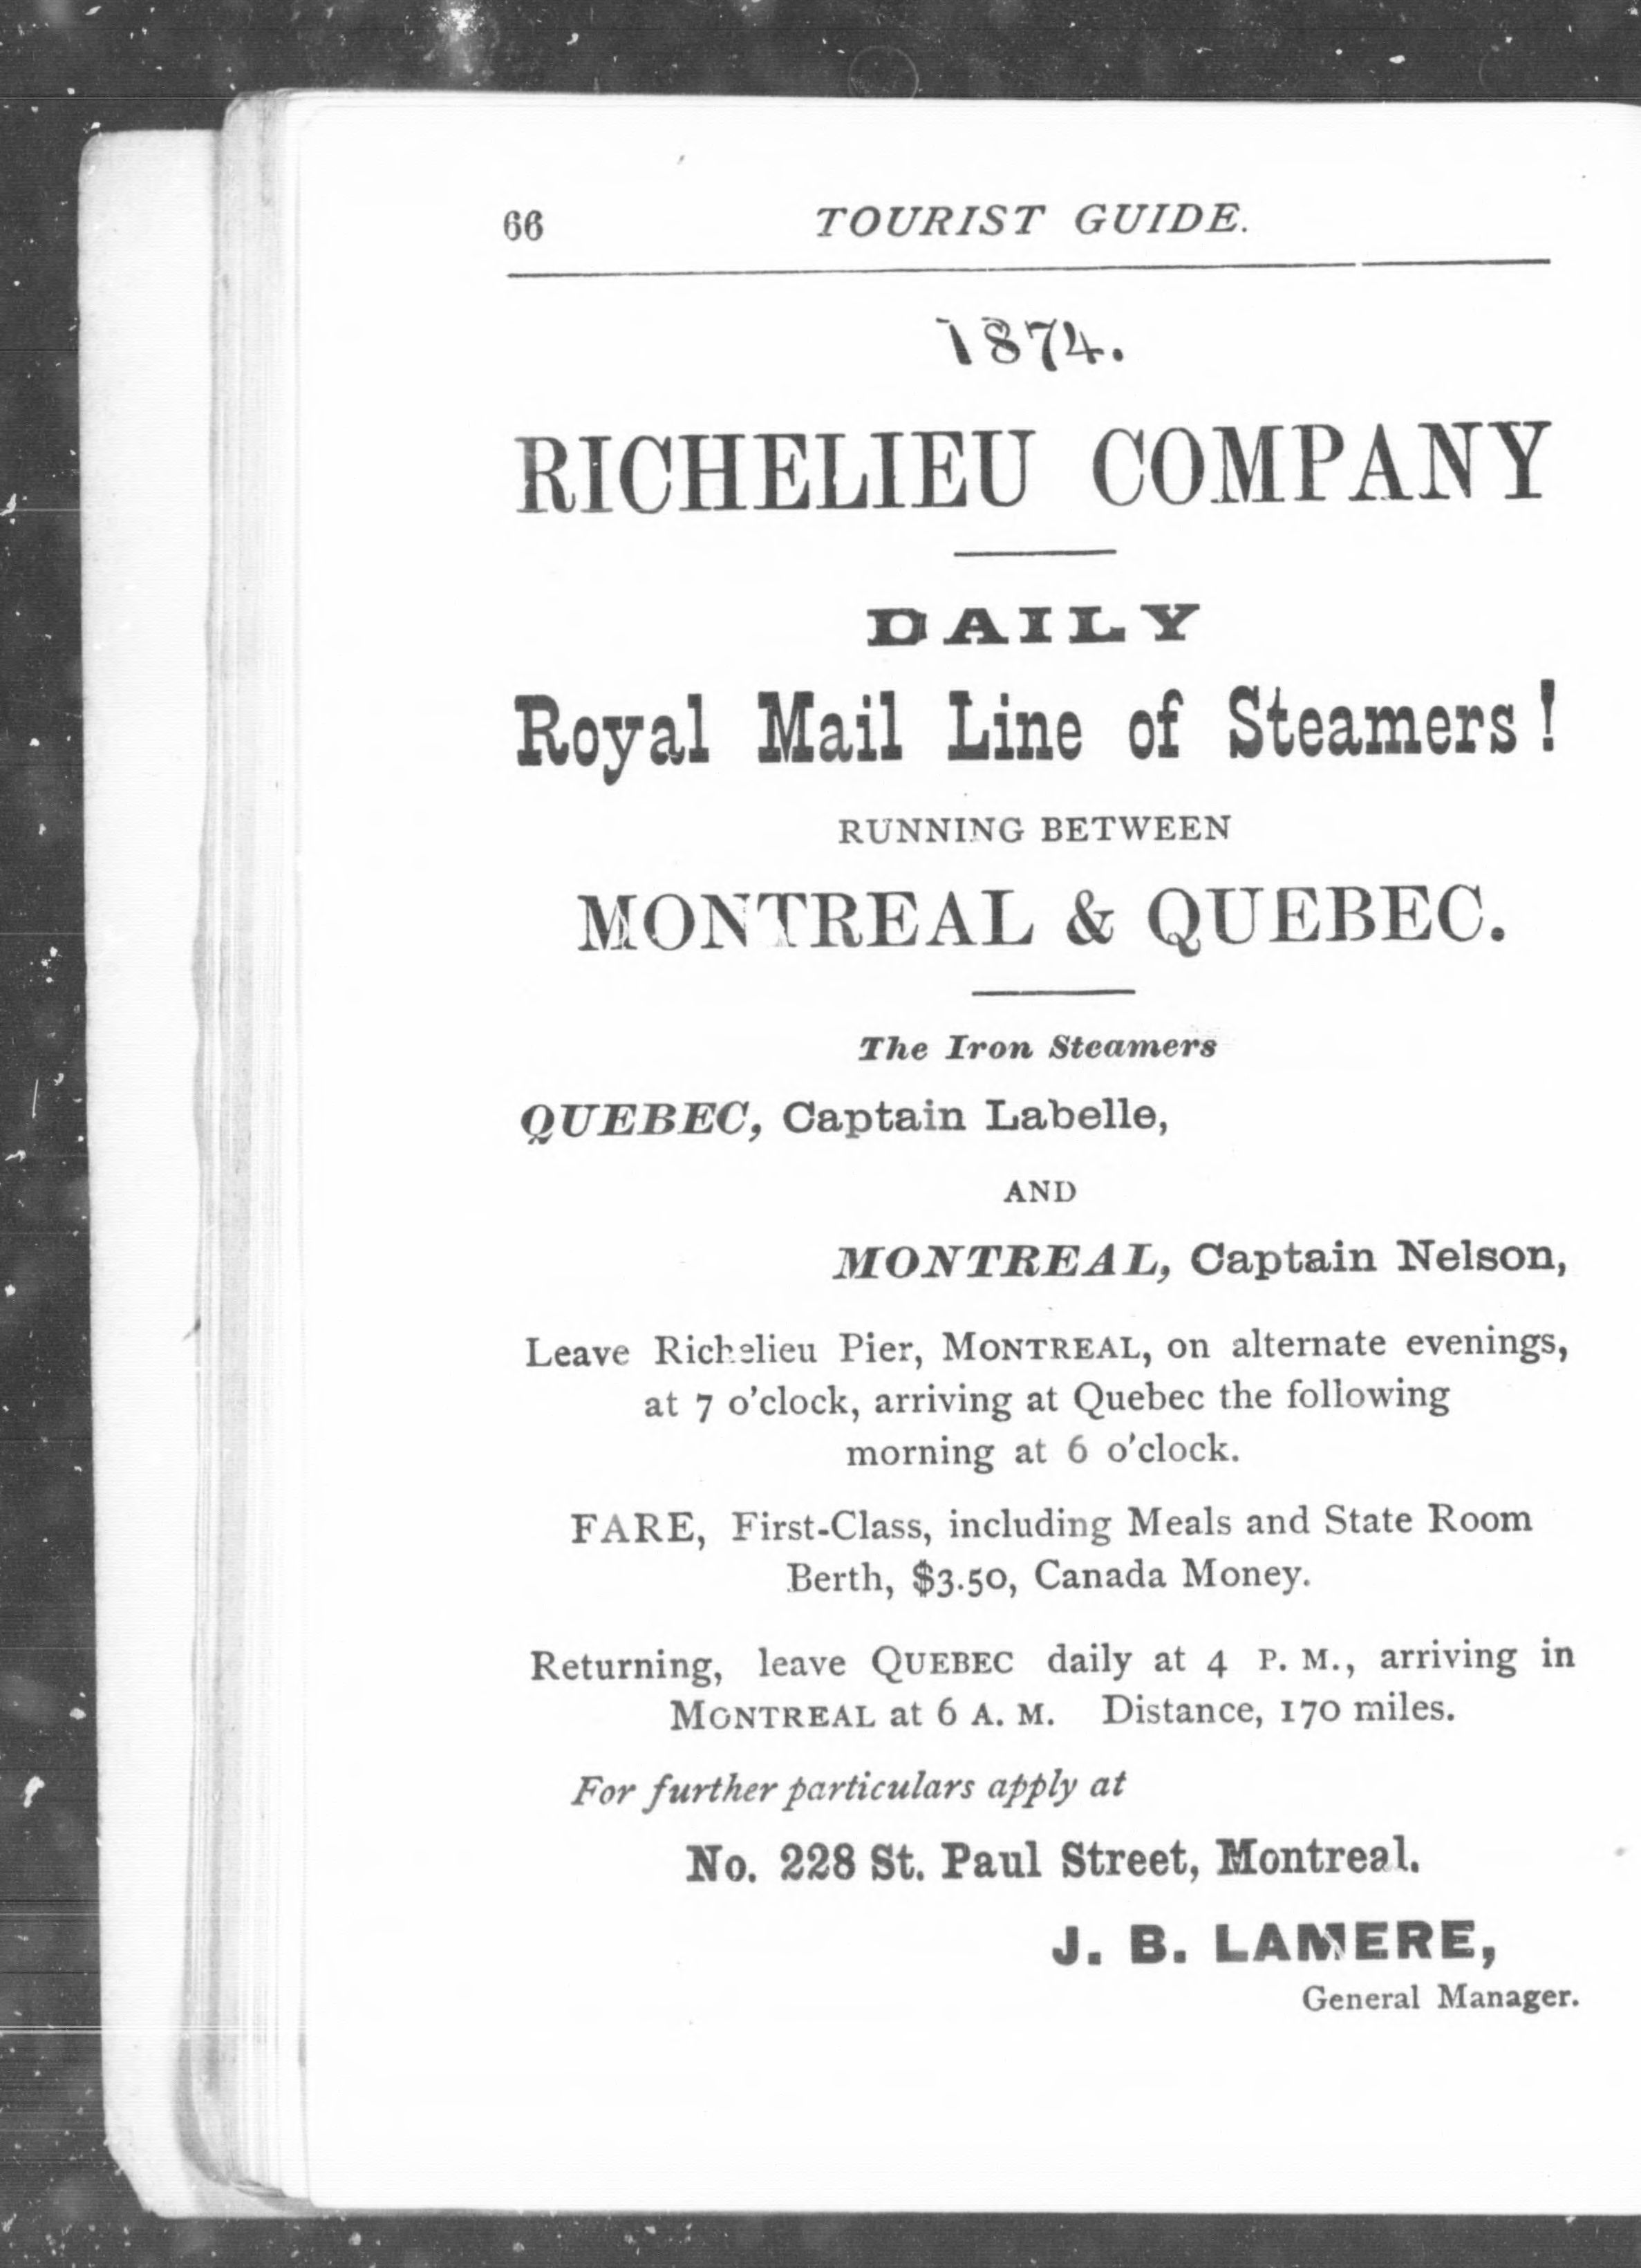 66 TOURIST GUIDE.
1874.
RICHELIEU COMPANY
DAILY
Royal Mail Line of Steamers!
RUNNING BETWEEN
MONTREAL & QUEBEC.
The Iron Steamers
QUEBEC, Captain Labelle,
AND
MONTREAL, Captain Nelson,
Leave Richelieu Pier, MONTREAL, on alternate evenings,
at 7 o'clock, arriving at Quebec the following
morning at 6 o'clock.
FARE, First-Class, including Meals and State Room
Berth, $3.50, Canada Money.
Returning, leave QUEBEC daily at 4 P. M., arriving in
MONTREAL at 6 A. M. Distance, 170 miles.
For further particulars apply at
No. 228 St. Paul Street, Montreal.
J. B. LAMERE,
General Manager.